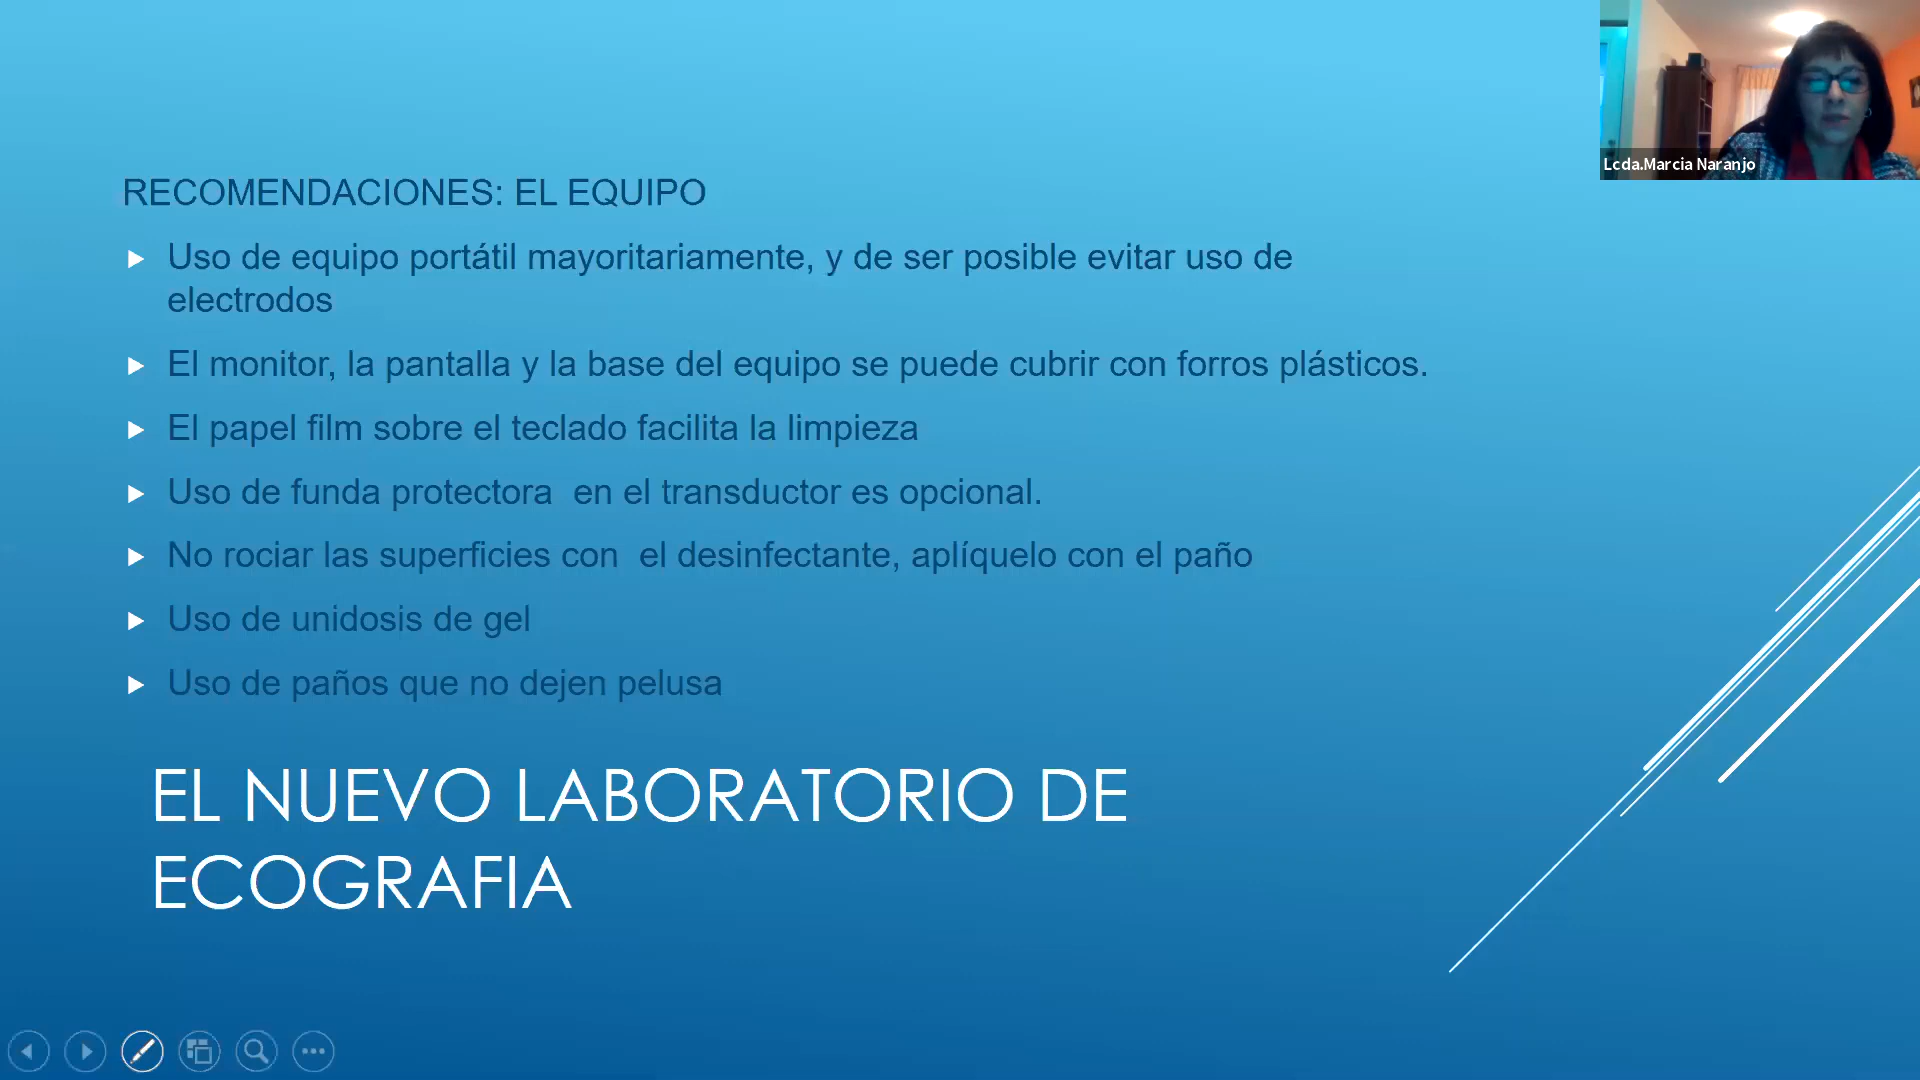 Lcda.Marcia Naranjo
RECOMENDACIONES: EL EQUIPO
Uso de equipo portátil mayoritariamente, y de ser posible evitar uso de
electrodos
El monitor, la pantalla y la base del equipo se puede cubrir con forros plásticos.
El papel film sobre el teclado facilita la limpieza
Uso de funda protectora  en el transductor es opcional.
No rociar las superficies con  el desinfectante, aplíquelo con el paño
Uso de unidosis de gel
Uso de paños que no dejen pelusa
EL NUEVO LABORATORIO DE
ECOGRAFIA